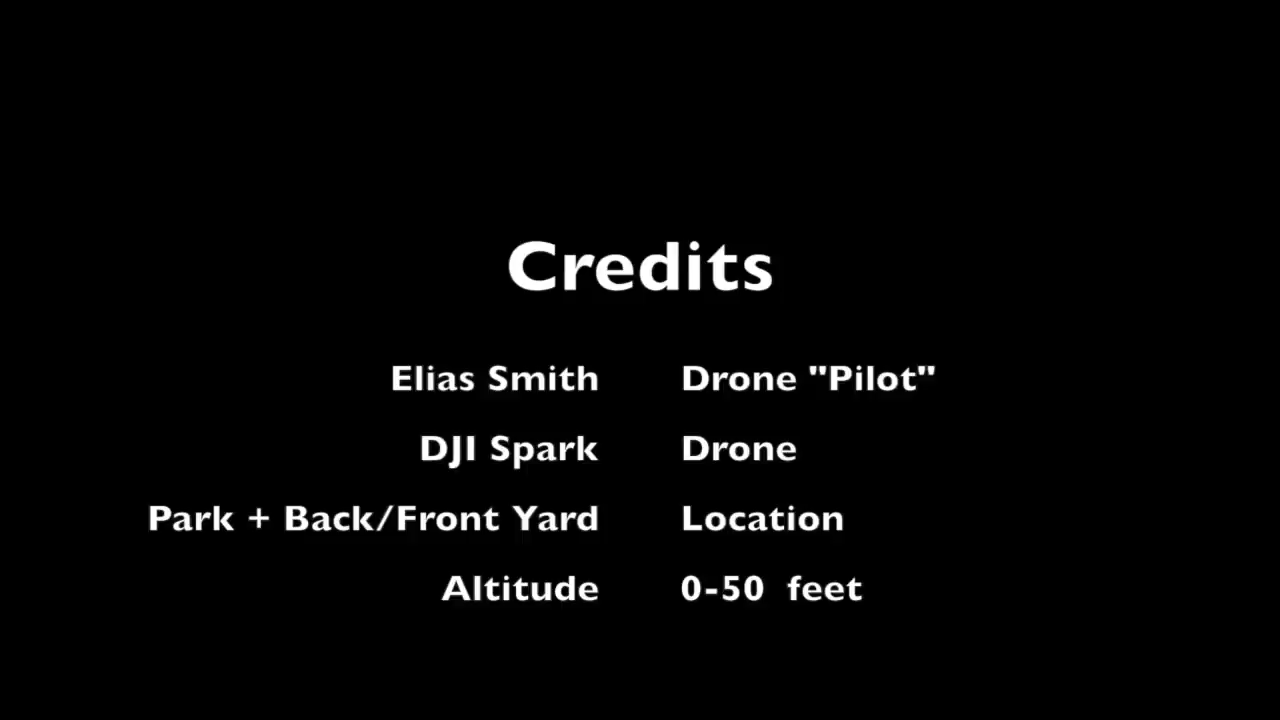 Credits
Elias Smith Drone "Pilot"
DJI Spark Drone
Park + Back/Front Yard Location
Altitude 0-50 feet